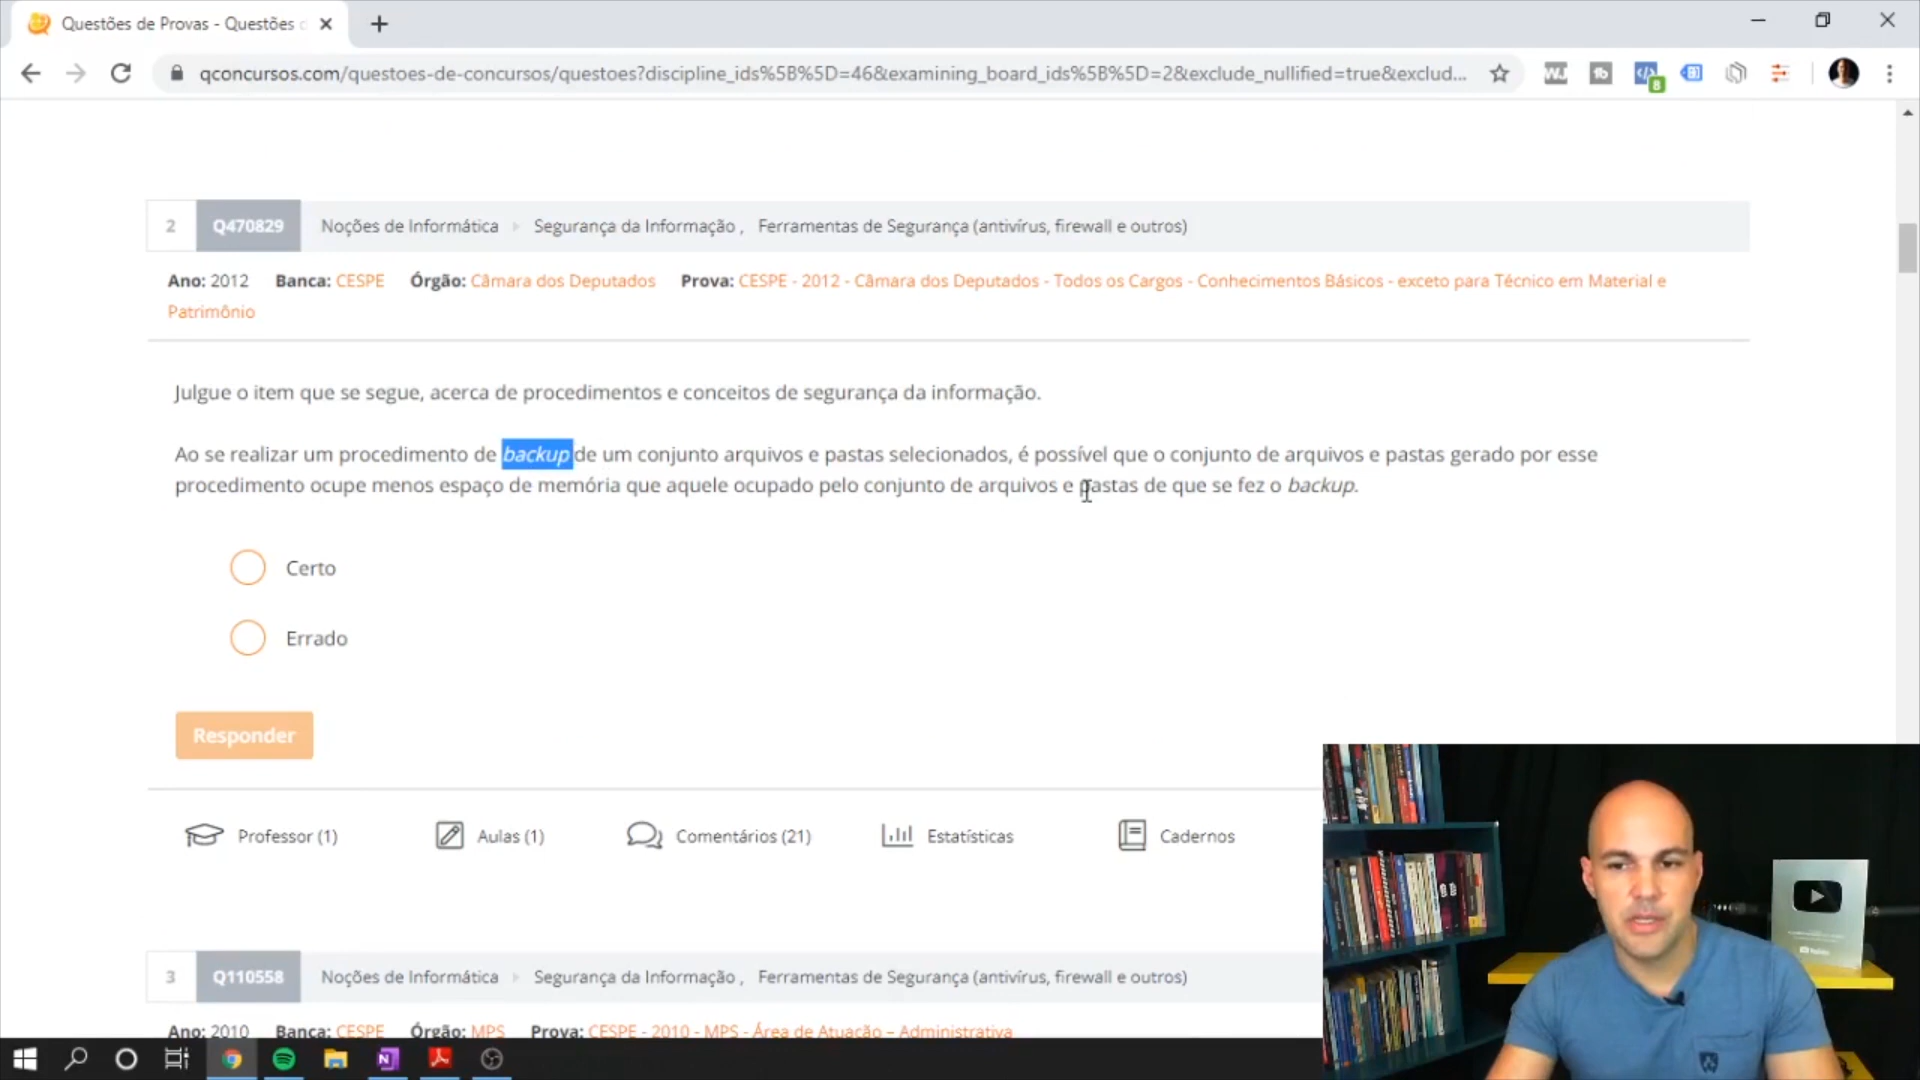 Questões de Provas - Questões
qconcursos.com/questoes-de-concursos/questoes?discipline_ids%5B%5D=46&examining_board_ids%5B%5D=2&exclude_nullified=true&exclud...
8
2 Q470829 Noções de Informática Segurança da Informação , Ferramentas de Segurança (antivírus, firewall e outros)
Ano: 2012 Banca: CESPE Órgão: Câmara dos Deputados Prova: CESPE - 2012 - Câmara dos Deputados - Todos os Cargos - Conhecimentos Básicos - exceto para Técnico em Material e
Patrimônio
Julgue o item que se segue, acerca de procedimentos e conceitos de segurança da informação.
Ao se realizar um procedimento de backup de um conjunto arquivos e pastas selecionados, é possível que o conjunto de arquivos e pastas gerado por esse
procedimento ocupe menos espaço de memória que aquele ocupado pelo conjunto de arquivos e pastas de que se fez o backup.
Certo
Errado
Responder
Professor (1) Aulas (1) Comentários (21) Estatísticas Cadernos
3 Q110558 Noções de Informática Segurança da Informação , Ferramentas de Segurança (antivírus, firewall e outros)
Ano: 2010 Banca: CESPE Órgão: MPS Prova: CESPE - 2010 - MPS - Área de Atuação – Administrativa